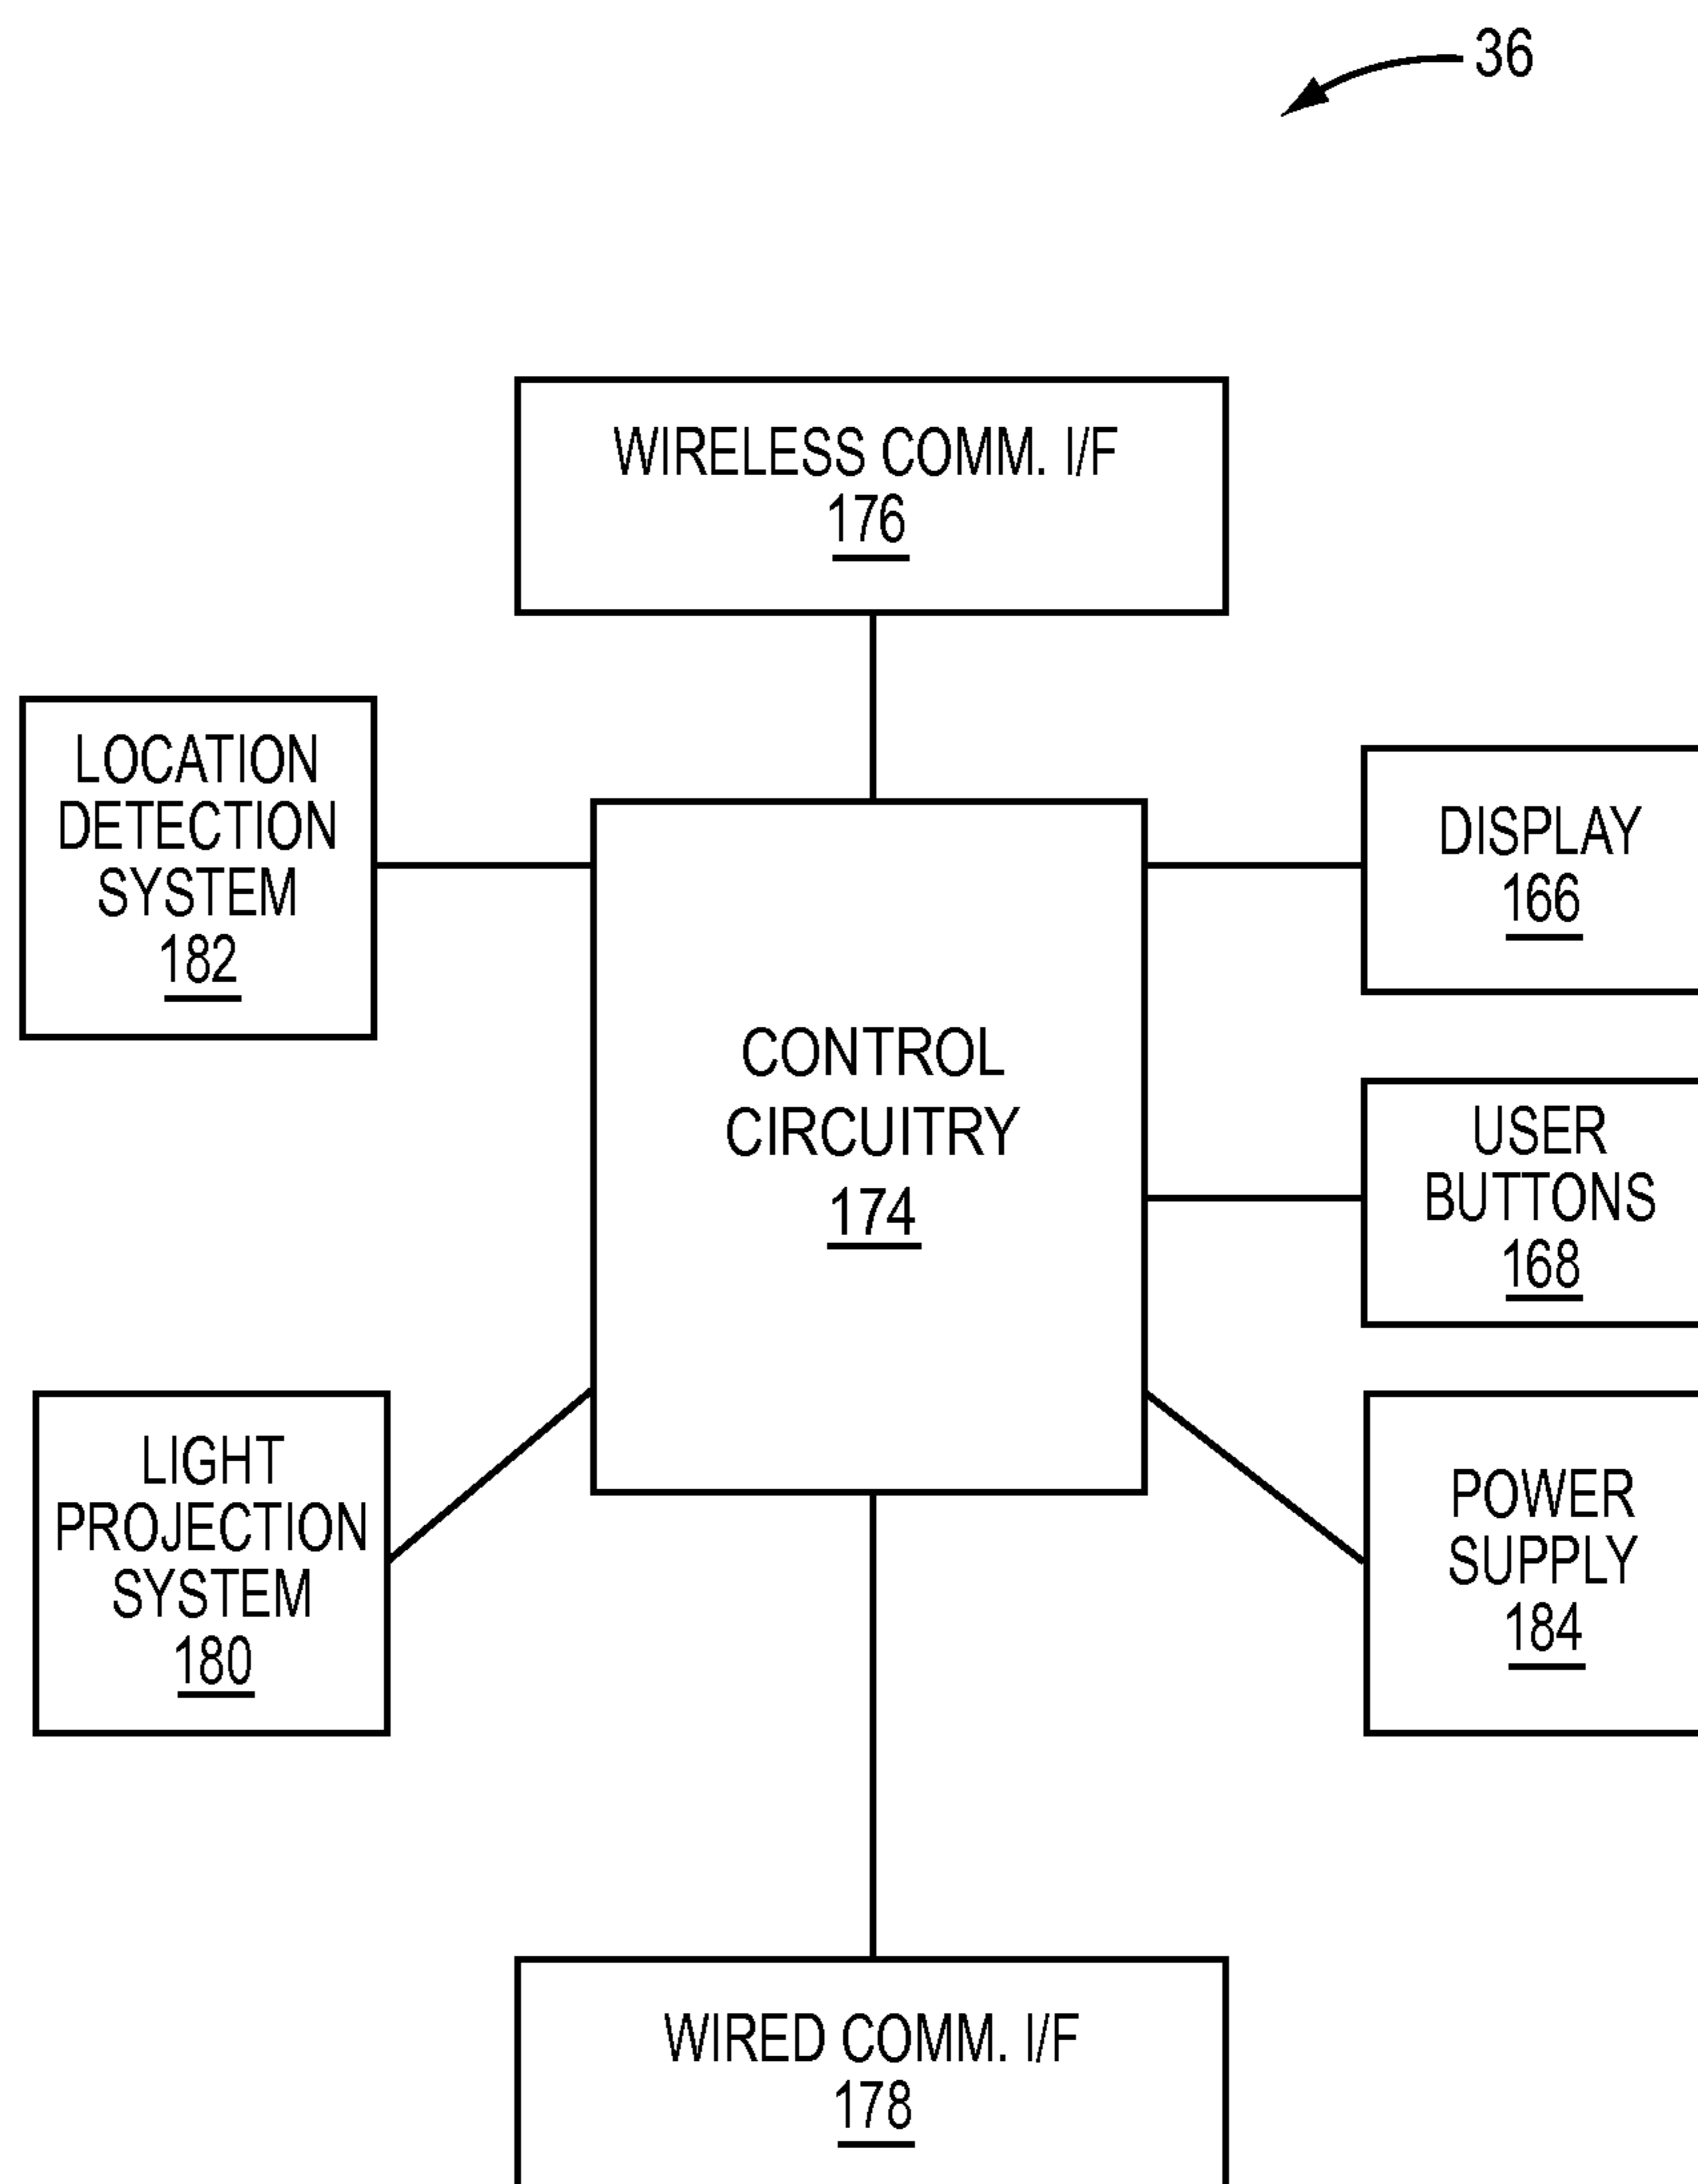 36
WIRELESS COMM. I/F
176
LOCATION
DETECTION
SYSTEM
182
DISPLAY
166
CONTROL
CIRCUITRY
174
USER
BUTTONS
168
LIGHT
PROJECTION
SYSTEM
180
POWER
SUPPLY
184
WIRED COMM. I/F
178